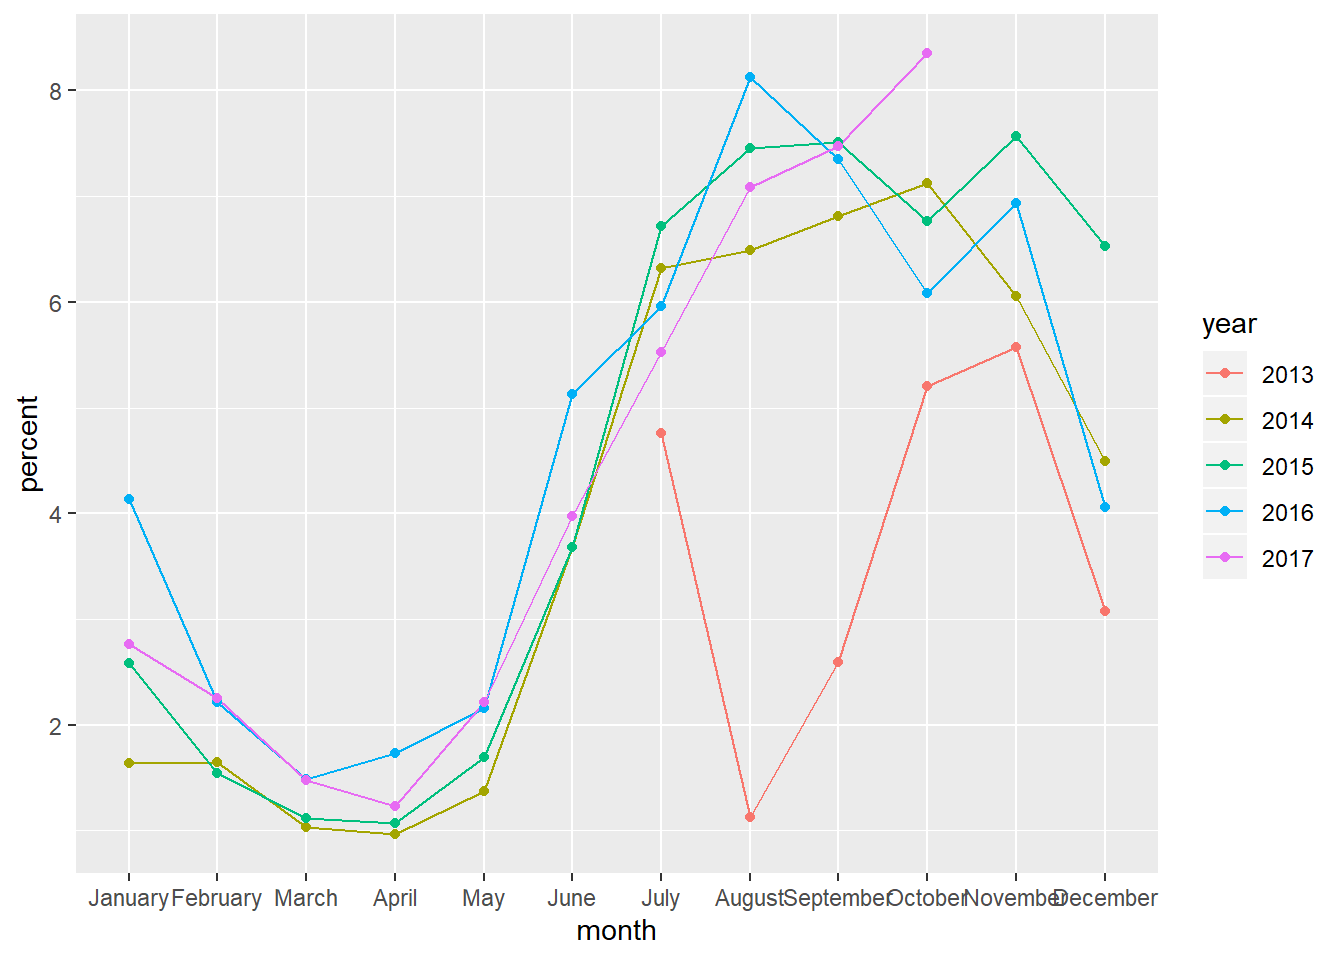 8
6
4
2
percent
January February March April May June July August September October November December
month
year
2013
2014
2015
2016
2017